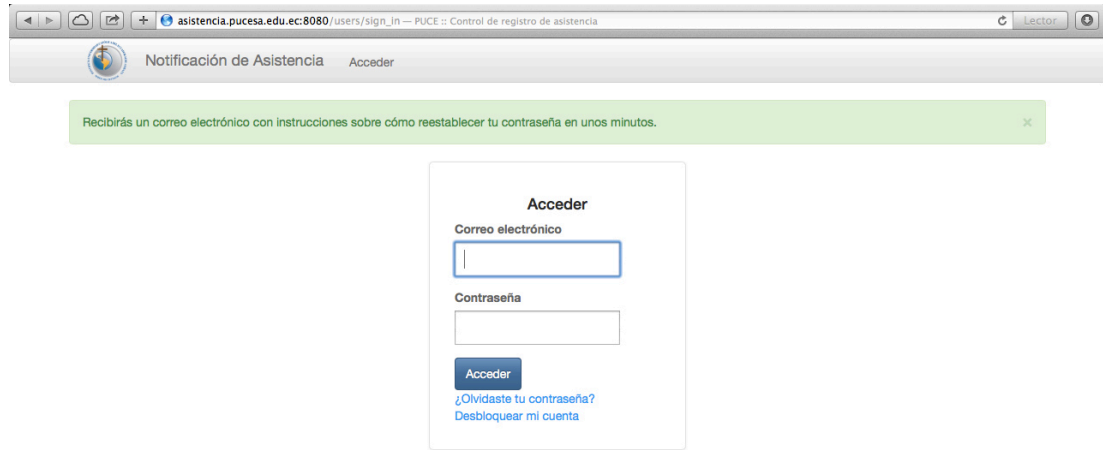 asistencia.pucesa.edu.ec:8080/users/sign_in — PUCE :: Control de registro de asistencia
Lector
Notificación de Asistencia
Acceder
Recibirás un correo electrónico con instrucciones sobre cómo reestablecer tu contraseña en unos minutos.
×
Acceder
Correo electrónico
Contraseña
Acceder
¿Olvidaste tu contraseña?
Desbloquear mi cuenta